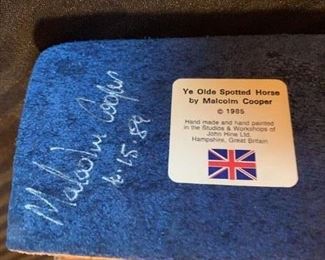 Malcolm Cooper
6-15-89
Ye Olde Spotted Horse
by Malcolm Cooper
© 1985
Hand made and hand painted
in the Studios & Workshops of
John Hine Ltd.
Hampshire, Great Britain